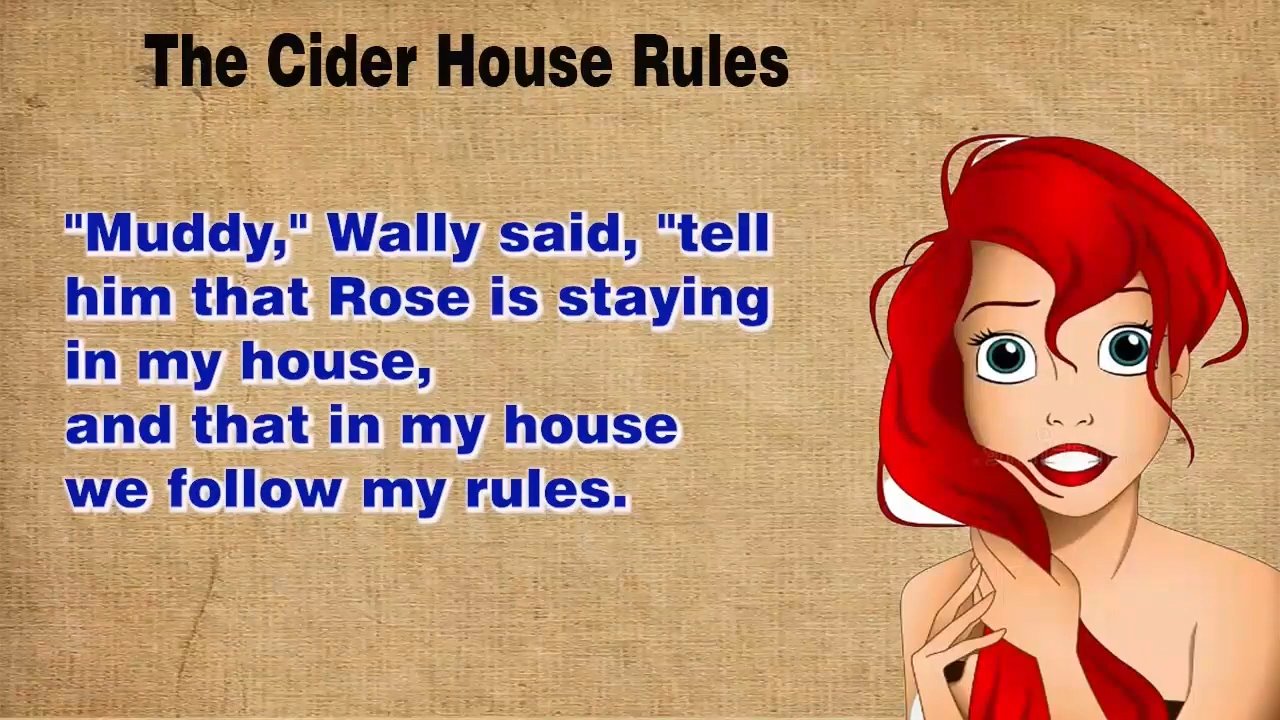 The Cider House Rules
"Muddy," Wally said, "tell
him that Rose is staying
in my house,
and that in my house
we follow my rules.